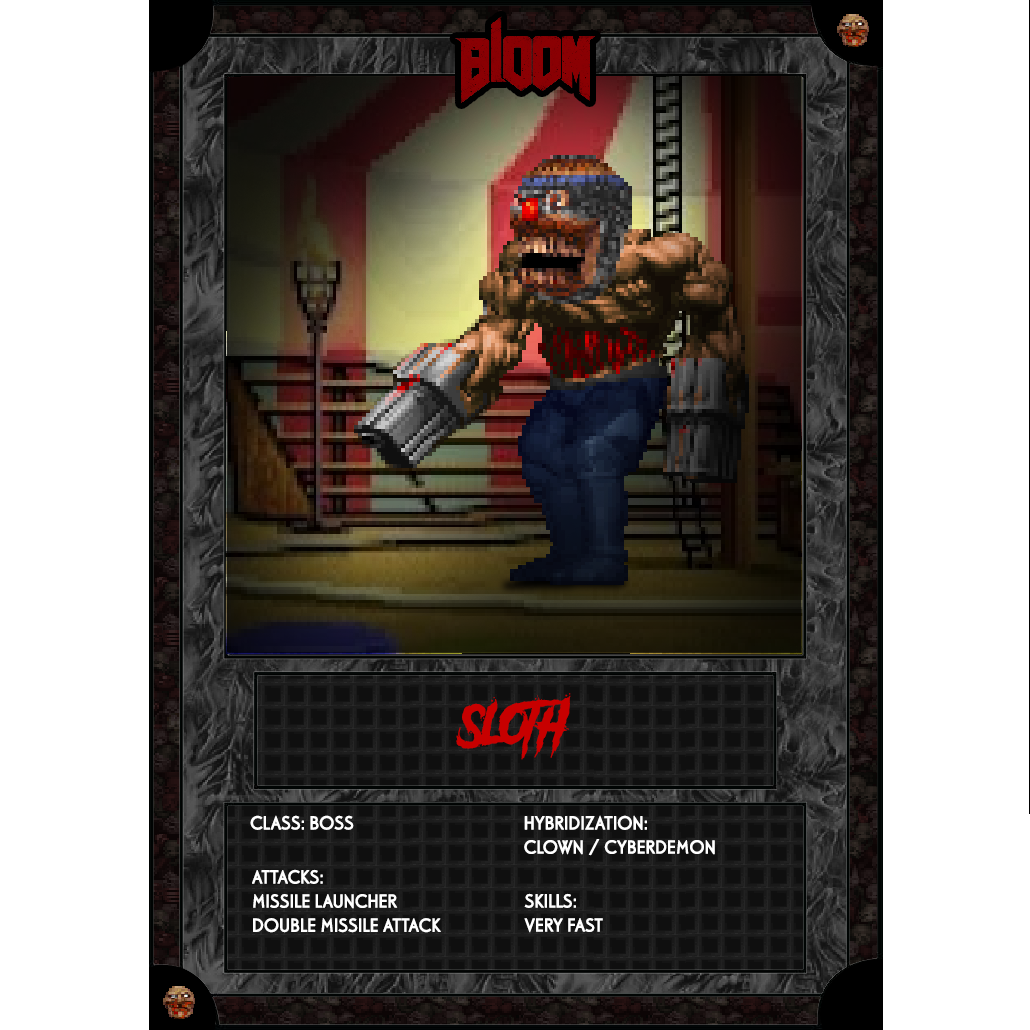 BLOOM
SLOTH
CLASS: BOSS
HYBRIDIZATION:
CLOWN / CYBERDEMON
ATTACKS:
MISSILE LAUNCHER
DOUBLE MISSILE ATTACK
SKILLS:
VERY FAST